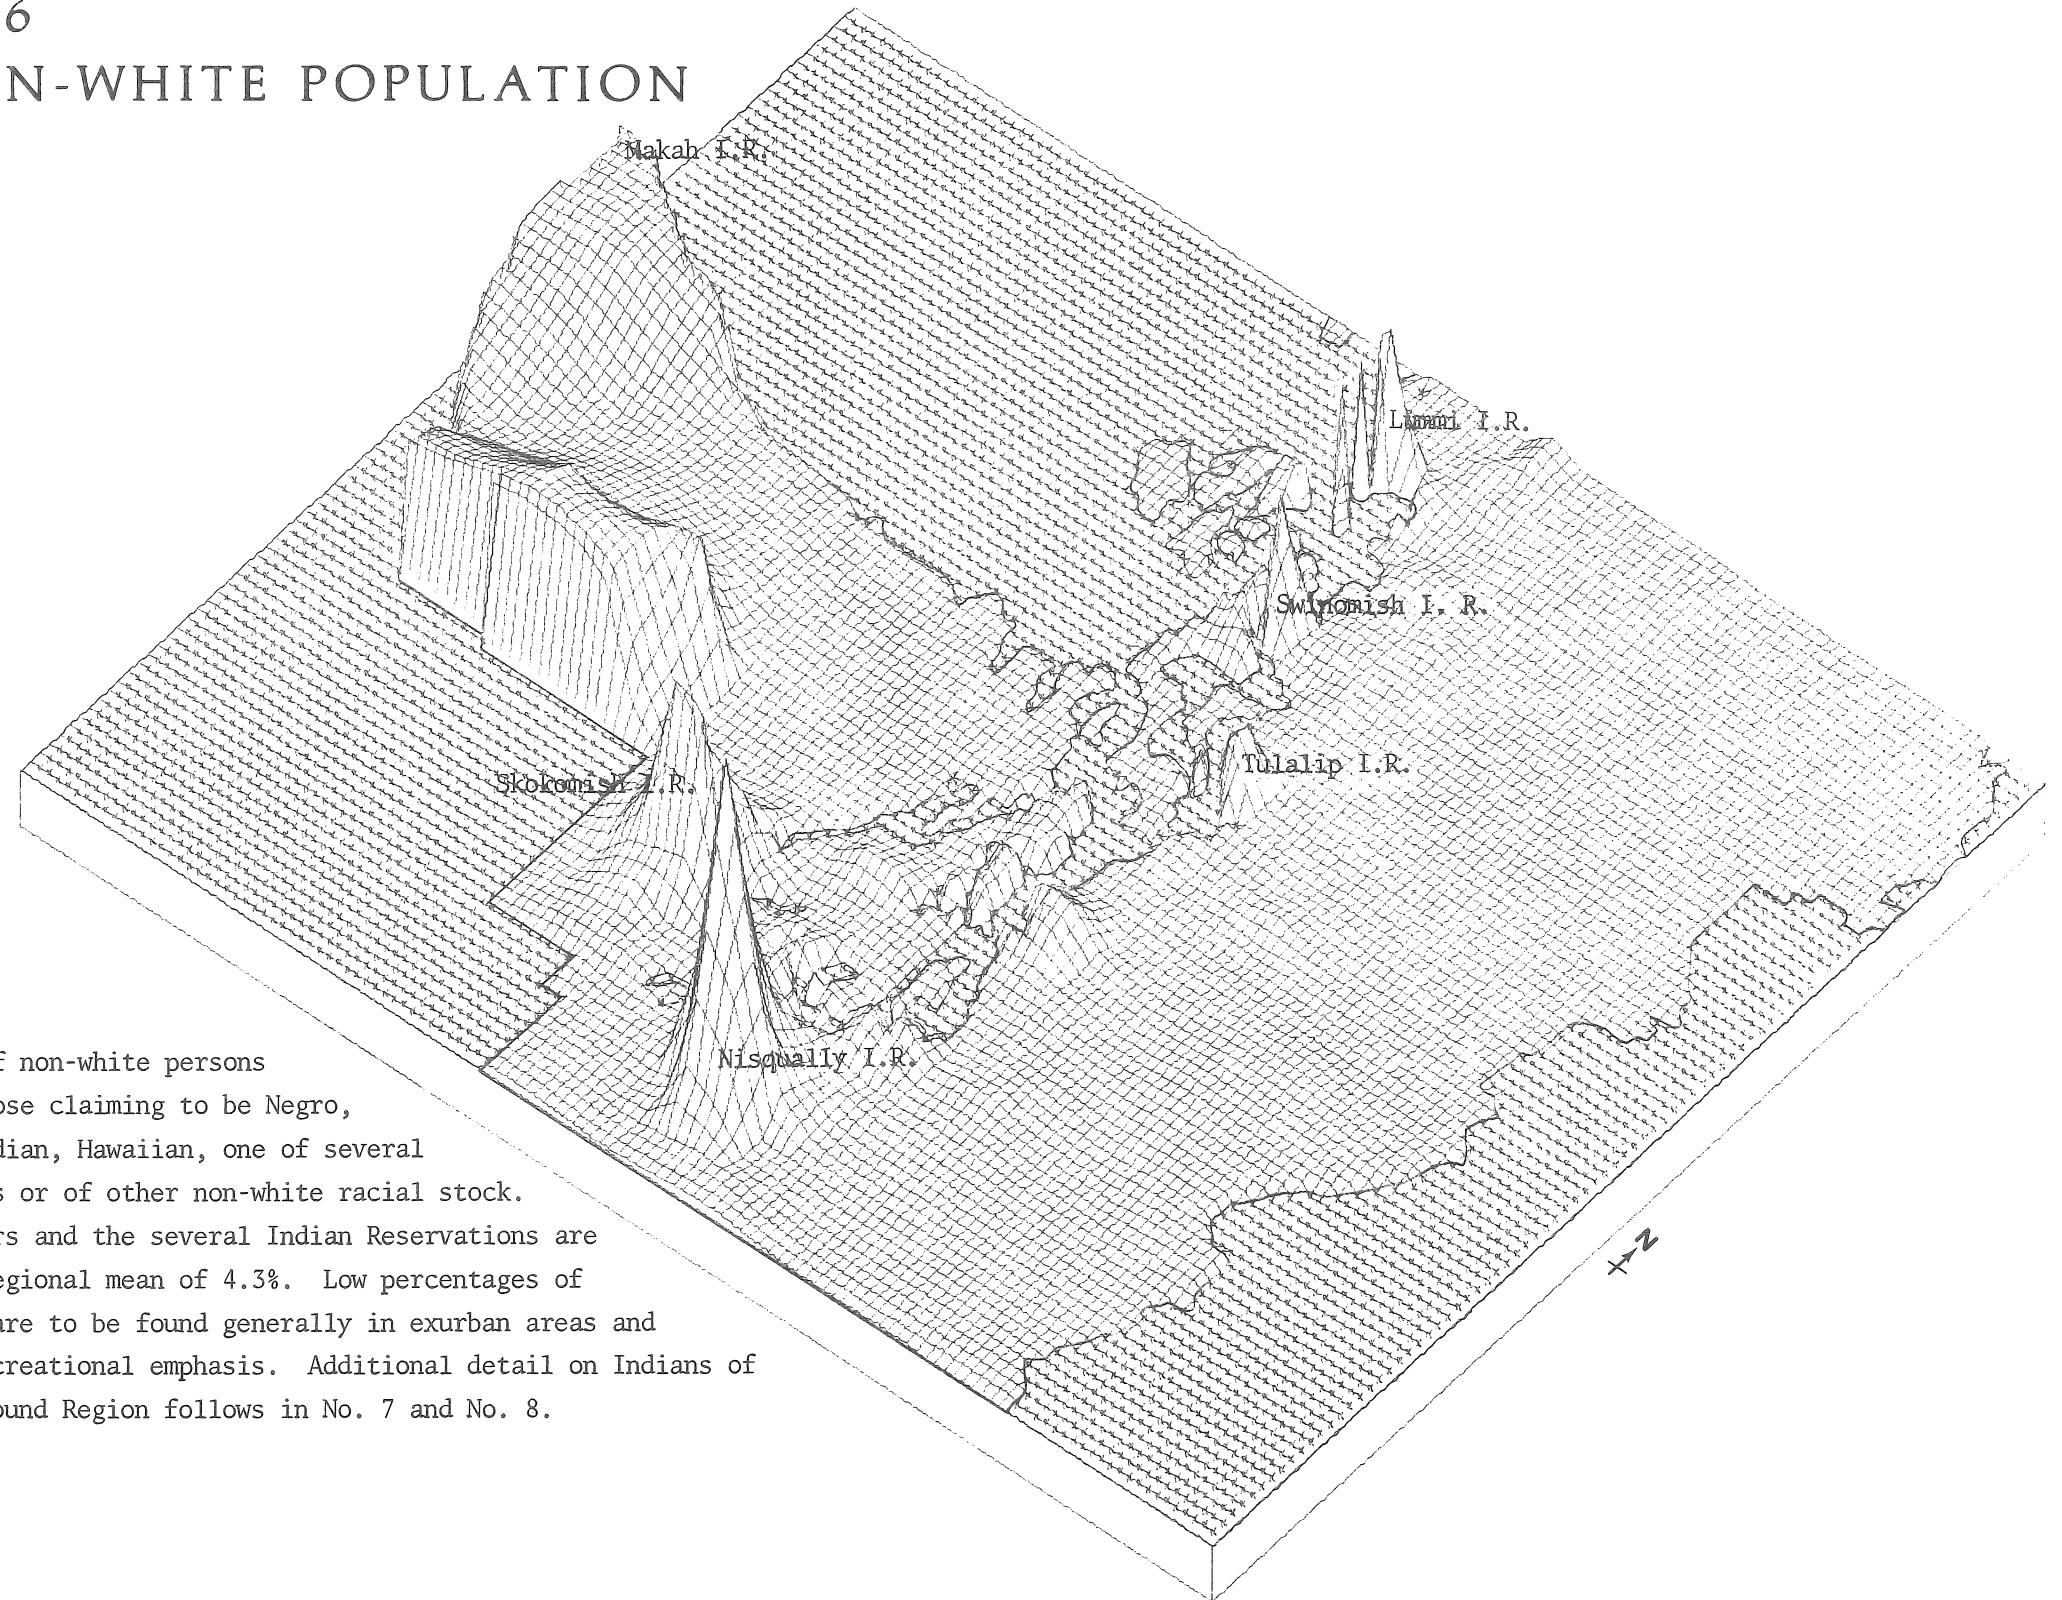 6
N-WHITE POPULATION
Makah I.R.
Lummi I.R.
Swinomish I. R.
Tulalip I.R.
Skokomish I.R.
Nisqually I.R.
f non-white persons
ose claiming to be Negro,
dian, Hawaiian, one of several
s or of other non-white racial stock.
rs and the several Indian Reservations are
egional mean of 4.3%. Low percentages of
are to be found generally in exurban areas and
creational emphasis. Additional detail on Indians of
ound Region follows in No. 7 and No. 8.
N